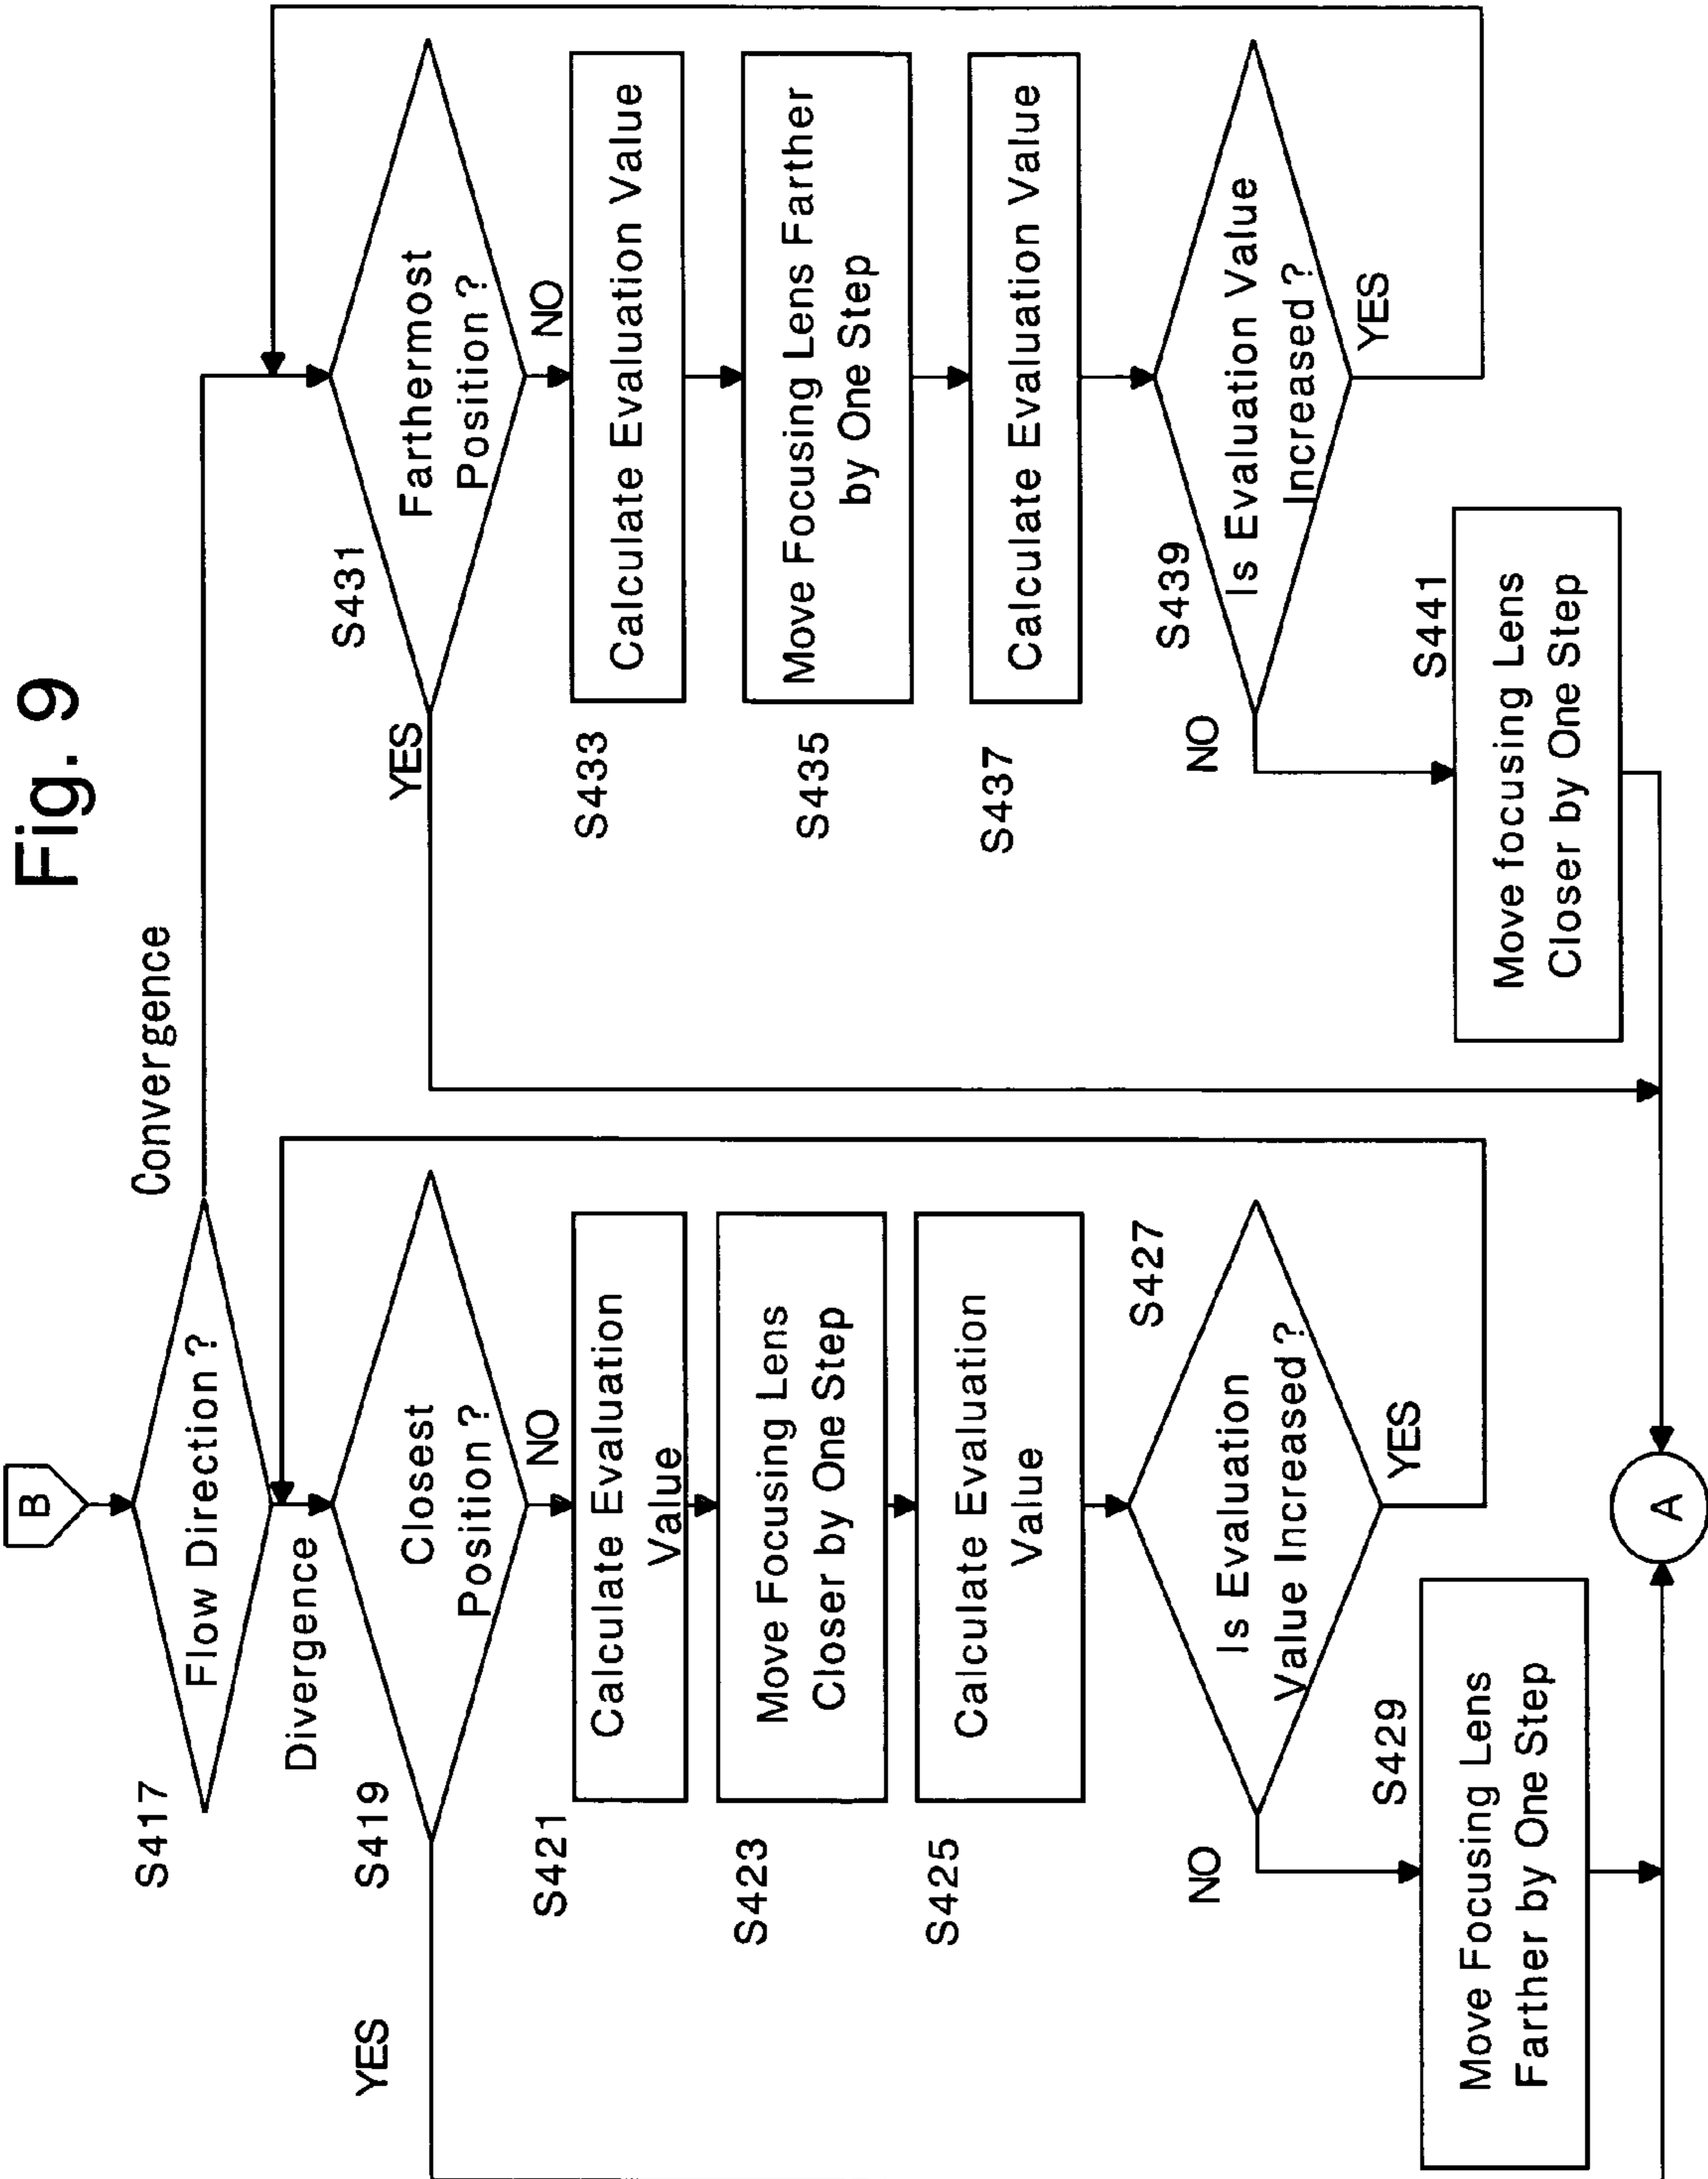 Fig. 9
B
S417
Flow Direction ?
Convergence
Divergence
S419
Closest
Position ?
YES
NO
S421
Calculate Evaluation
Value
S423
Move Focusing Lens
Closer by One Step
S425
Calculate Evaluation
Value
S427
Is Evaluation
Value Increased ?
NO
YES
S429
Move Focusing Lens
Farther by One Step
S431
Farthermost
Position ?
YES
NO
S433
Calculate Evaluation Value
S435
Move Focusing Lens Farther
by One Step
S437
Calculate Evaluation Value
S439
Is Evaluation Value
Increased ?
NO
YES
S441
Move focusing Lens
Closer by One Step
A